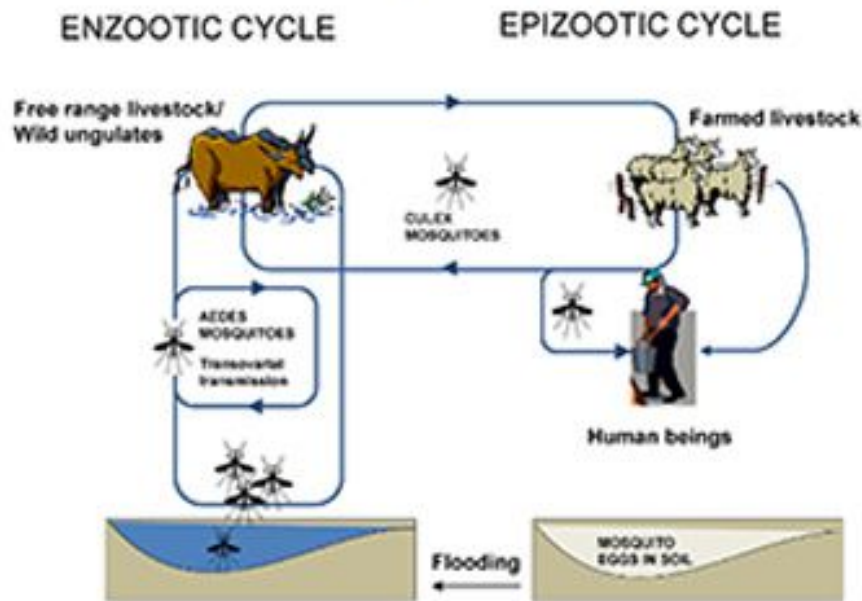 ENZOOTIC CYCLE
EPIZOOTIC CYCLE
Free range livestock/
Wild ungulates
Farmed livestock
CULEX
MOSQUITOES
AEDES
MOSQUITOES
Transovarial
transmission
Human beings
Flooding
MOSQUITO
EGGS IN SOIL